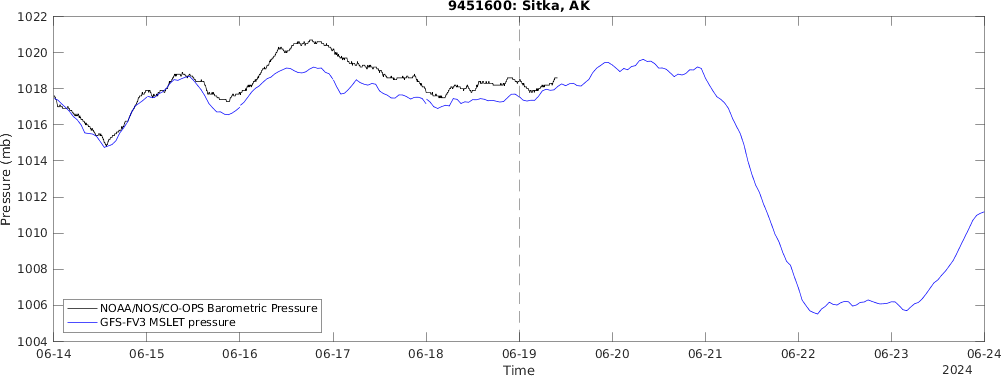 9451600: Sitka, AK
1022
1020
1018
1016
1014
1012
1010
1008
1006
1004
Pressure (mb)
NOAA/NOS/CO-OPS Barometric Pressure
GFS-FV3 MSLET pressure
06-14 06-15 06-16 06-17 06-18 06-19 06-20 06-21 06-22 06-23 06-24
Time
2024